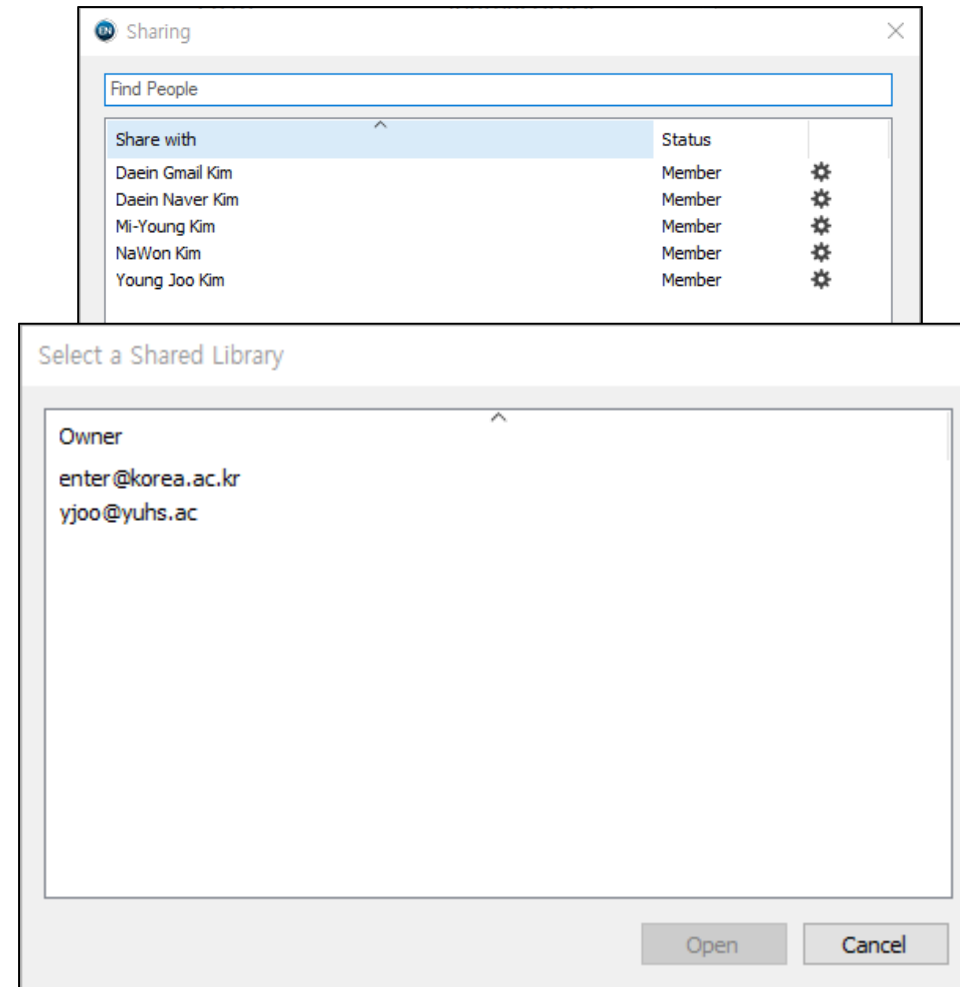 EN Sharing
Find People
Share with Status
Daein Gmail Kim Member
Daein Naver Kim Member
Mi-Young Kim Member
NaWon Kim Member
Young Joo Kim Member
Select a Shared Library
Owner
enter@korea.ac.kr
yjoo@yuhs.ac
Open Cancel